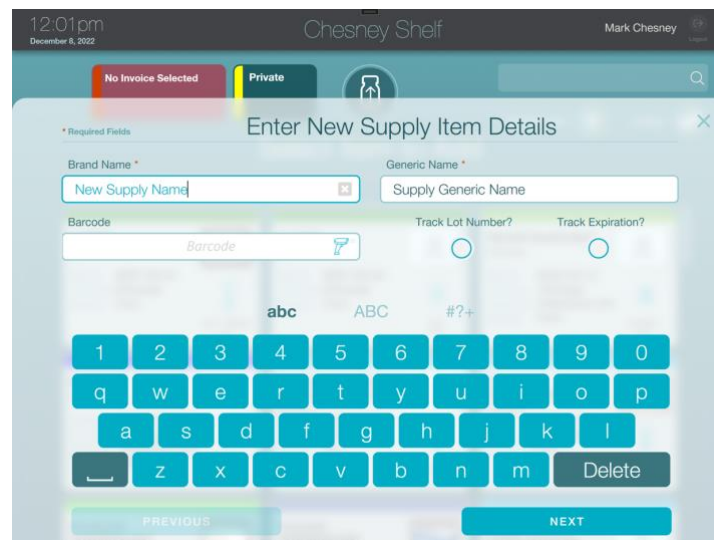 12:01pm
Chesney Shelf
Mark Chesney
December 8, 2022
Logout
No Invoice Selected
Private
* Required Fields
Enter New Supply Item Details
Brand Name *
Generic Name *
New Supply Name
Supply Generic Name
Barcode
Track Lot Number?
Track Expiration?
Barcode
abc ABC #?+
1 2 3 4 5 6 7 8 9 0
q w e r t y u i o p
a s d f g h j k l
z x c v b n m Delete
PREVIOUS
NEXT